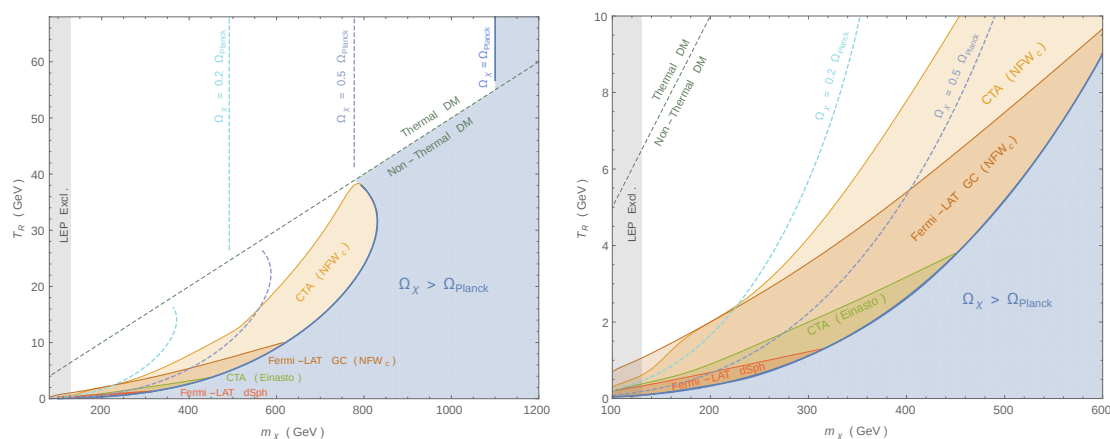 Ω_χ = 0.2 Ω_Planck
Ω_χ = 0.5 Ω_Planck
Ω_χ = Ω_Planck
Thermal DM
Non-Thermal DM
LEP Excl.
CTA (NFW_c)
Ω_χ > Ω_Planck
Fermi-LAT GC (NFW_c)
CTA (Einasto)
Fermi-LAT dSph
T_R (GeV)
0
10
20
30
40
50
60
200
400
600
800
1000
1200
m_χ (GeV)
Thermal DM
Non-Thermal DM
Ω_χ = 0.2 Ω_Planck
Ω_χ = 0.5 Ω_Planck
CTA (NFW_c)
LEP Excl.
Fermi-LAT GC (NFW_c)
CTA (Einasto)
Ω_χ > Ω_Planck
Fermi-LAT dSph
T_R (GeV)
0
2
4
6
8
10
100
200
300
400
500
600
m_χ (GeV)